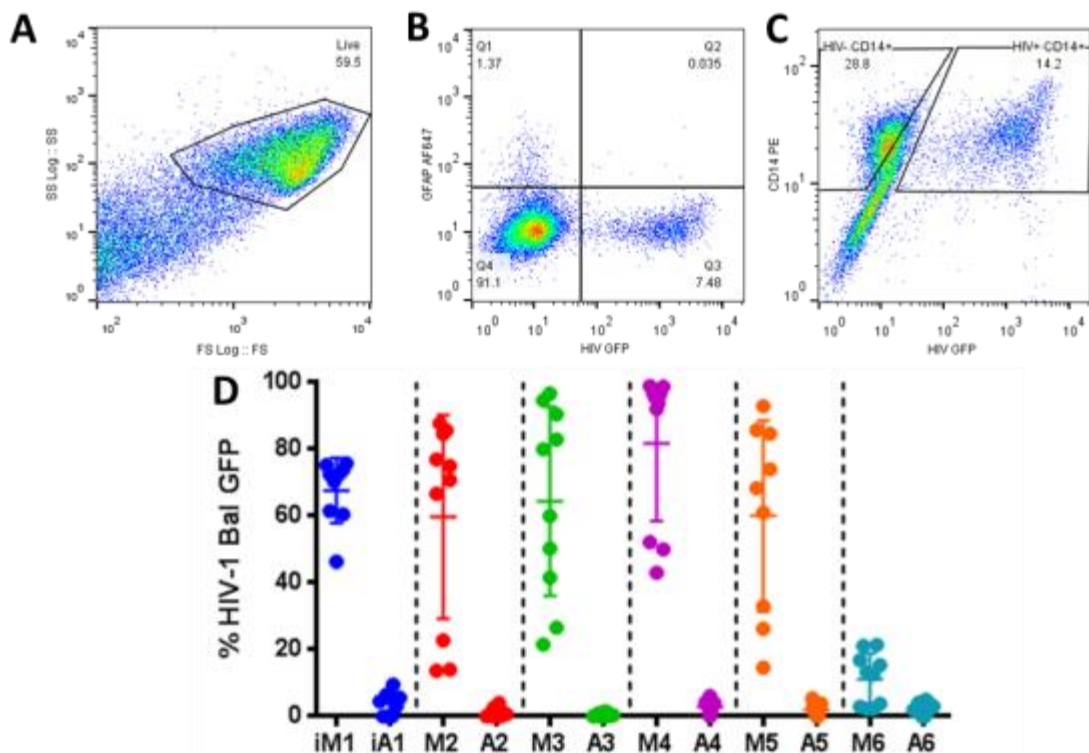 A
Live
59.5
10^4
10^3
10^2
10^1
10^0
SS Log :: SS
10^2 10^3 10^4
FS Log :: FS
B
Q1
1.37
Q2
0.035
Q4
91.1
Q3
7.48
10^4
10^3
10^2
10^1
10^0
GFAP AF647
10^0 10^1 10^2 10^3 10^4
HIV GFP
C
HIV- CD14+
28.8
HIV+ CD14+
14.2
10^2
10^1
10^0
CD14 PE
10^0 10^1 10^2 10^3 10^4
HIV GFP
D
% HIV-1 Bal GFP
100
80
60
40
20
0
iM1 iA1 M2 A2 M3 A3 M4 A4 M5 A5 M6 A6